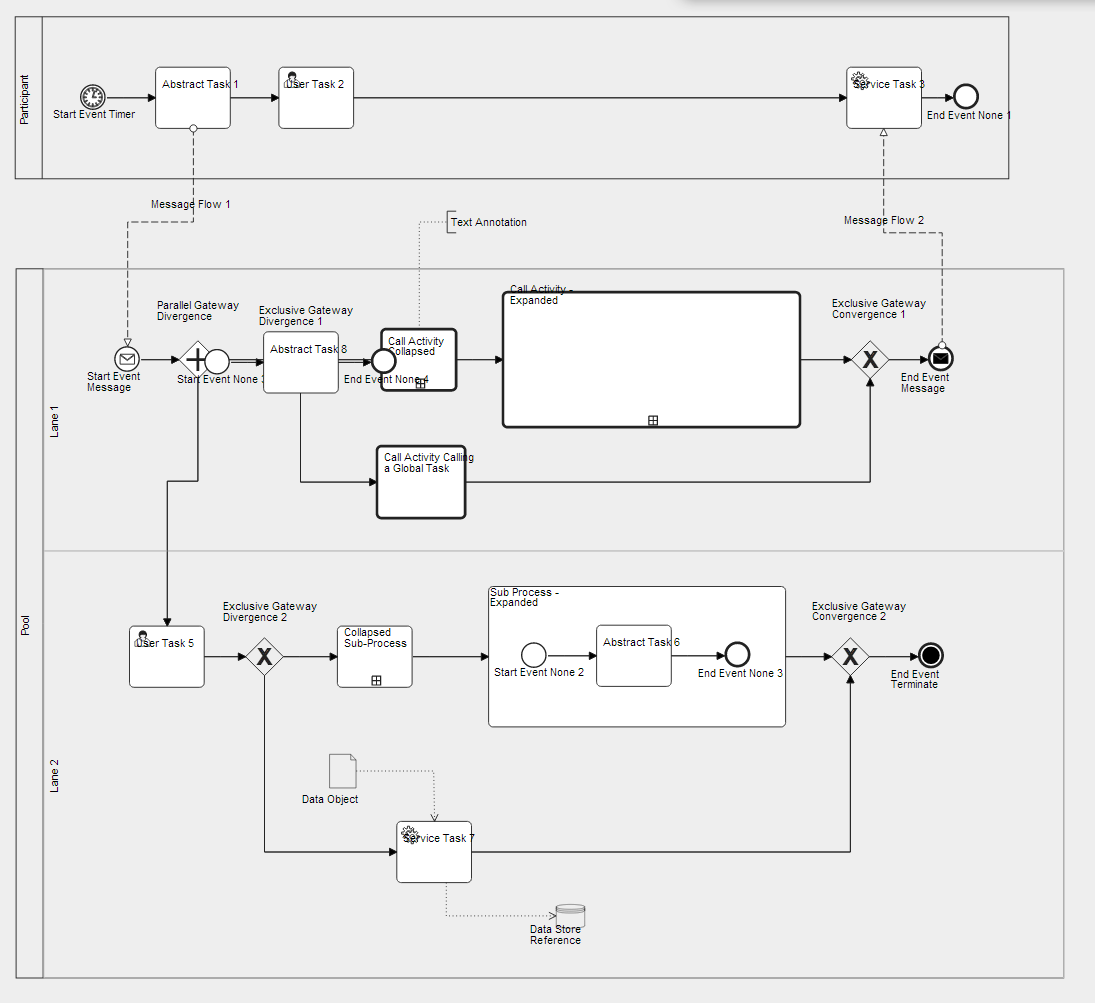 Participant
Start Event Timer
Abstract Task 1
User Task 2
Service Task 3
End Event None 1
Message Flow 1
Message Flow 2
Text Annotation
Pool
Lane 1
Start Event
Message
Parallel Gateway
Divergence
Start Event None 3
Exclusive Gateway
Divergence 1
Abstract Task 8
End Event None 4
Call Activity
Collapsed
Call Activity -
Expanded
Call Activity Calling
a Global Task
Exclusive Gateway
Convergence 1
X
End Event
Message
Lane 2
User Task 5
Exclusive Gateway
Divergence 2
X
Collapsed
Sub-Process
Sub Process -
Expanded
Start Event None 2
Abstract Task 6
End Event None 3
Exclusive Gateway
Convergence 2
X
End Event
Terminate
Data Object
Service Task 7
Data Store
Reference